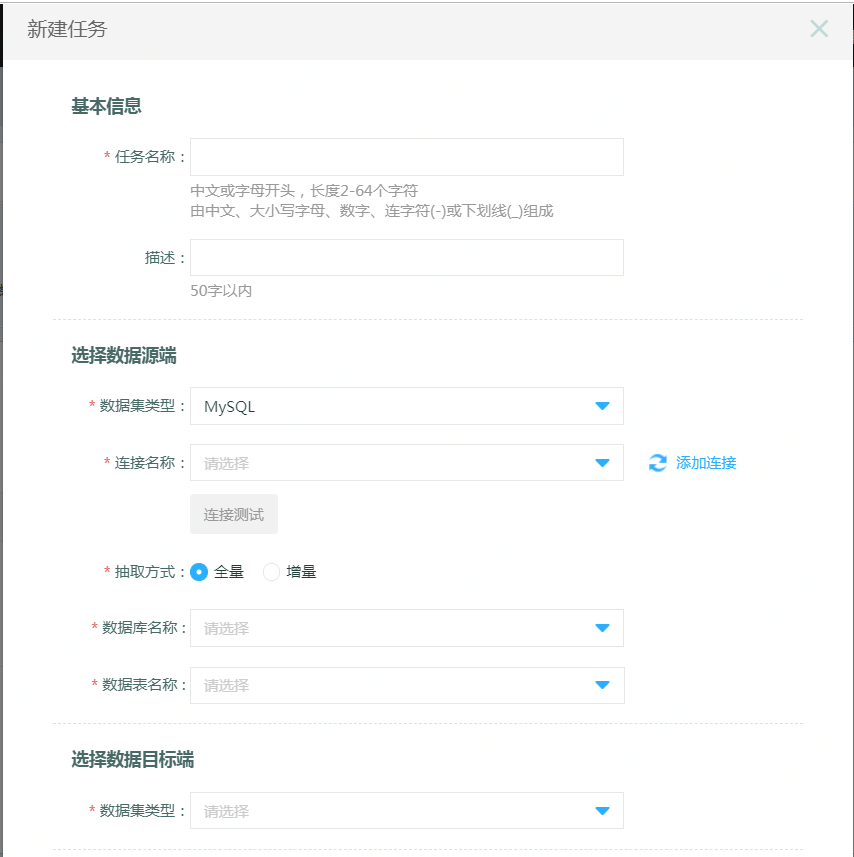 新建任务
基本信息
* 任务名称：
中文或字母开头，长度2-64个字符
由中文、大小写字母、数字、连字符(-)或下划线(_)组成
描述：
50字以内
选择数据源端
* 数据集类型： MySQL
* 连接名称： 请选择 添加连接
连接测试
* 抽取方式： 全量 增量
* 数据库名称： 请选择
* 数据表名称： 请选择
选择数据目标端
* 数据集类型： 请选择